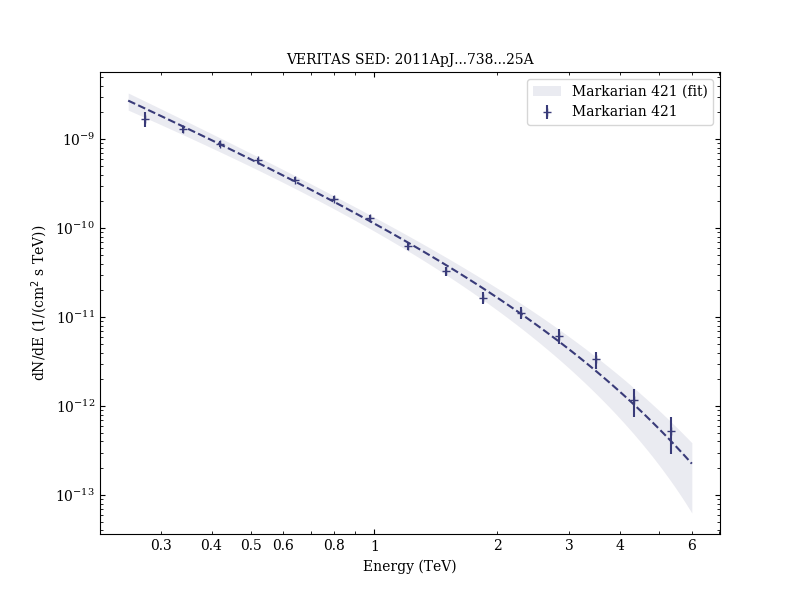 VERITAS SED: 2011ApJ...738...25A
Markarian 421 (fit)
Markarian 421
dN/dE (1/(cm² s TeV))
10⁻⁹
10⁻¹⁰
10⁻¹¹
10⁻¹²
10⁻¹³
0.3 0.4 0.5 0.6 0.8 1 2 3 4 6
Energy (TeV)